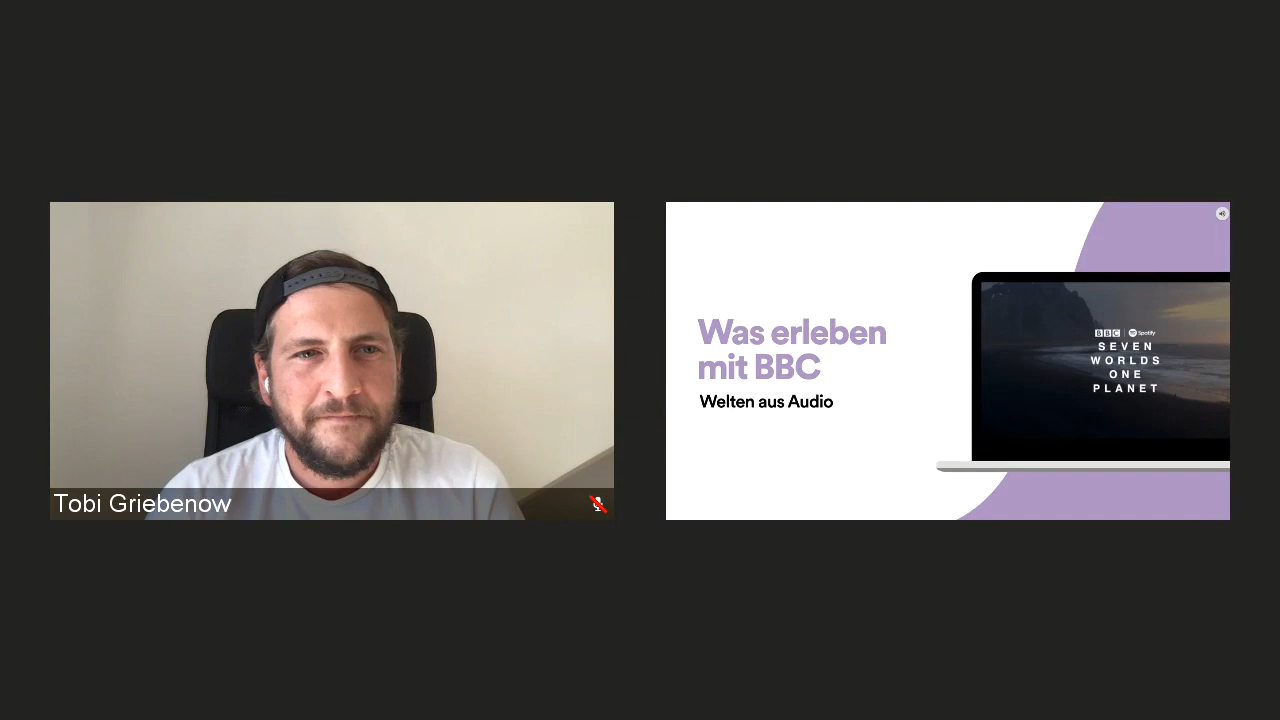 Tobi Griebenow
Was erleben
mit BBC
Welten aus Audio
BBC Spotify
SEVEN
WORLDS
ONE
PLANET